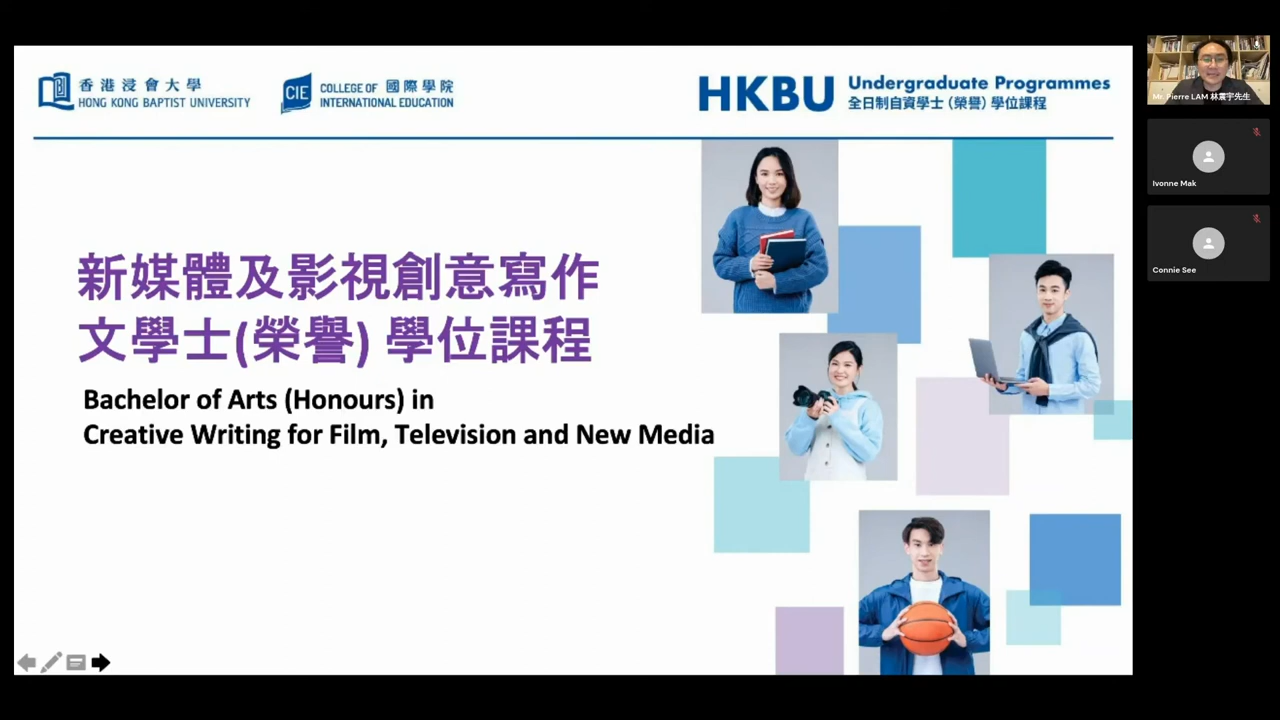 香港浸會大學
HONG KONG BAPTIST UNIVERSITY
CIE
COLLEGE OF 國際學院
INTERNATIONAL EDUCATION
HKBU
Undergraduate Programmes
全日制自資學士（榮譽）學位課程
新媒體及影視創意寫作
文學士(榮譽) 學位課程
Bachelor of Arts (Honours) in
Creative Writing for Film, Television and New Media
Mr. Pierre LAM 林震宇先生
Ivonne Mak
Connie See